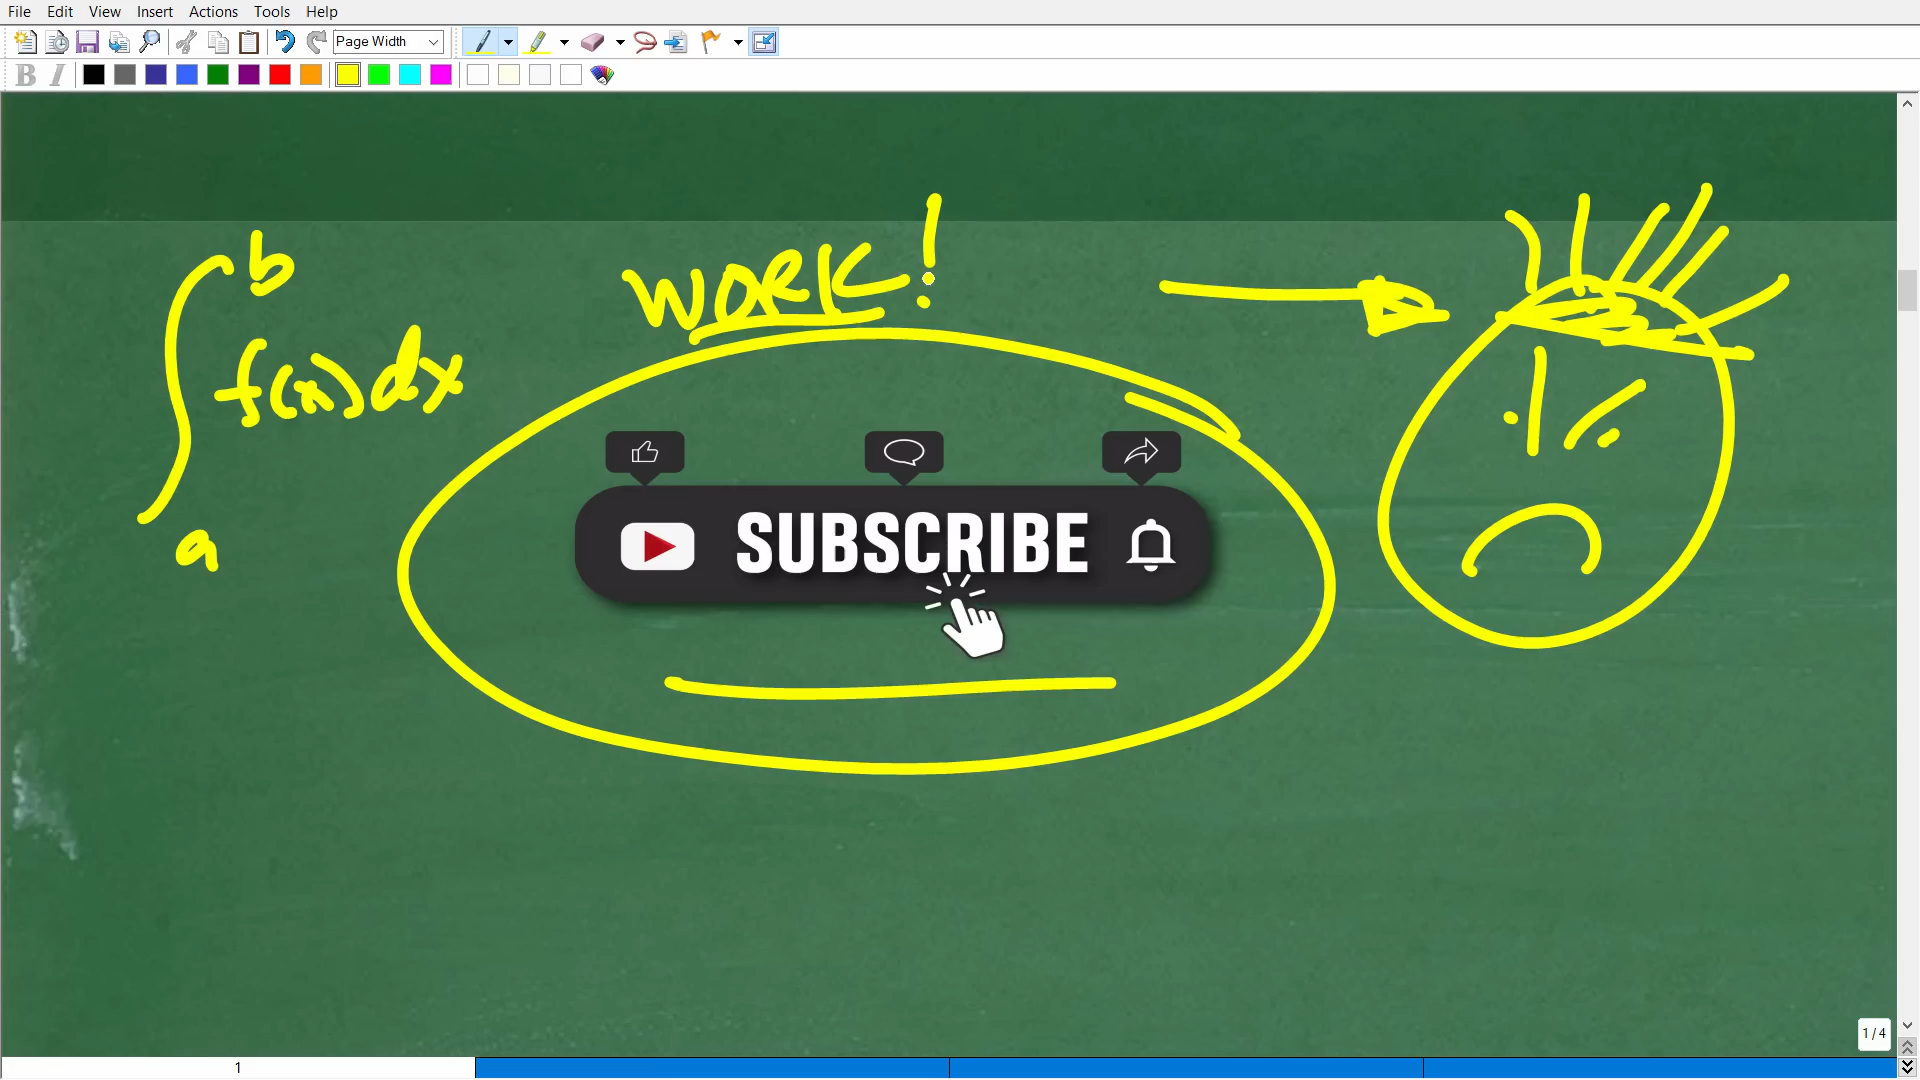 File Edit View Insert Actions Tools Help
Page Width
B I
b
WORK!
f(x) dx
SUBSCRIBE
a
1 / 4
1